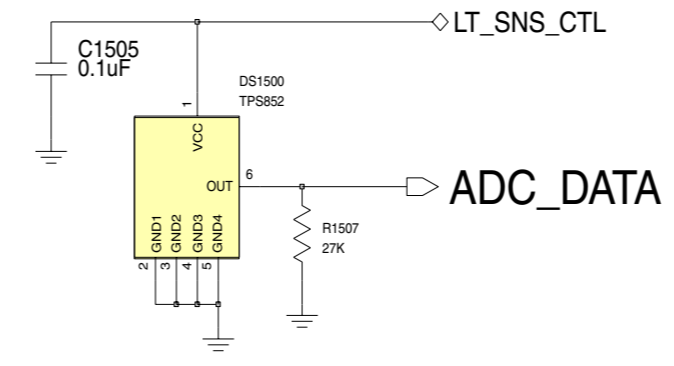 LT_SNS_CTL
C1505
0.1uF
DS1500
TPS852
1
VCC
OUT
6
ADC_DATA
GND1
GND2
GND3
GND4
2
3
4
5
R1507
27K